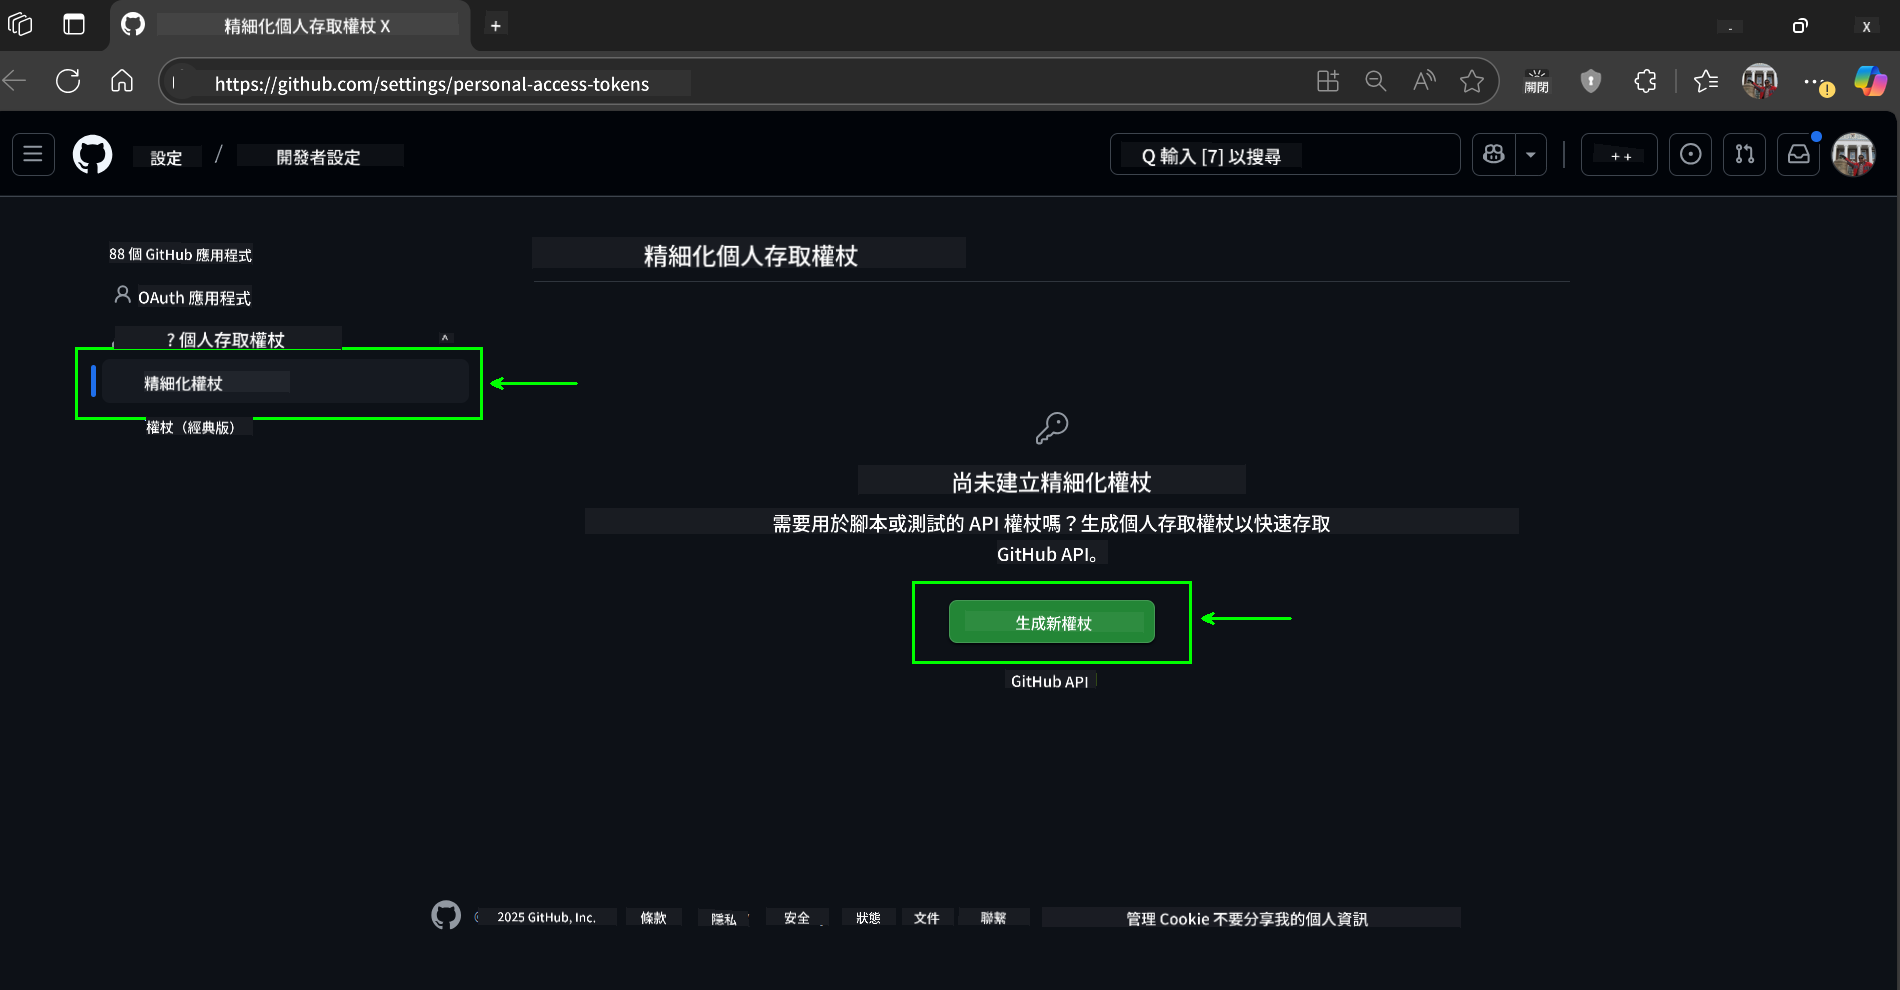 精細化個人存取權杖 X
+
-
X
https://github.com/settings/personal-access-tokens
開閉
設定 / 開發者設定
Q 輸入 [7] 以搜尋
++
88 個 GitHub 應用程式
OAuth 應用程式
? 個人存取權杖
^
精細化權杖
權杖（經典版）
精細化個人存取權杖
尚未建立精細化權杖
需要用於腳本或測試的 API 權杖嗎？生成個人存取權杖以快速存取
GitHub API。
生成新權杖
GitHub API
2025 GitHub, Inc. 條款 隱私 安全 狀態 文件 聯繫 管理 Cookie 不要分享我的個人資訊